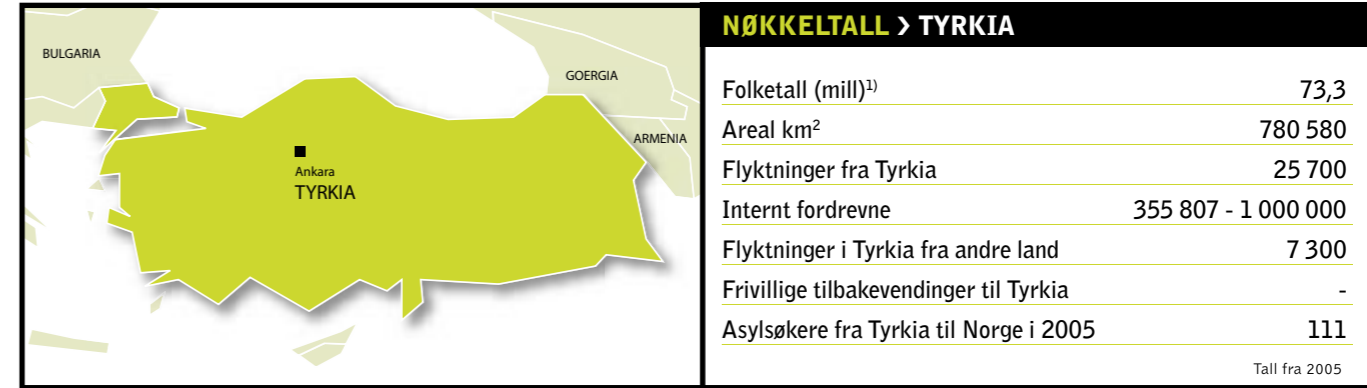 BULGARIA
GOERGIA
ARMENIA
Ankara
TYRKIA
NØKKELTALL > TYRKIA
Folketall (mill)1) 73,3
Areal km2 780 580
Flyktninger fra Tyrkia 25 700
Internt fordrevne 355 807 - 1 000 000
Flyktninger i Tyrkia fra andre land 7 300
Frivillige tilbakevendinger til Tyrkia -
Asylsøkere fra Tyrkia til Norge i 2005 111
Tall fra 2005